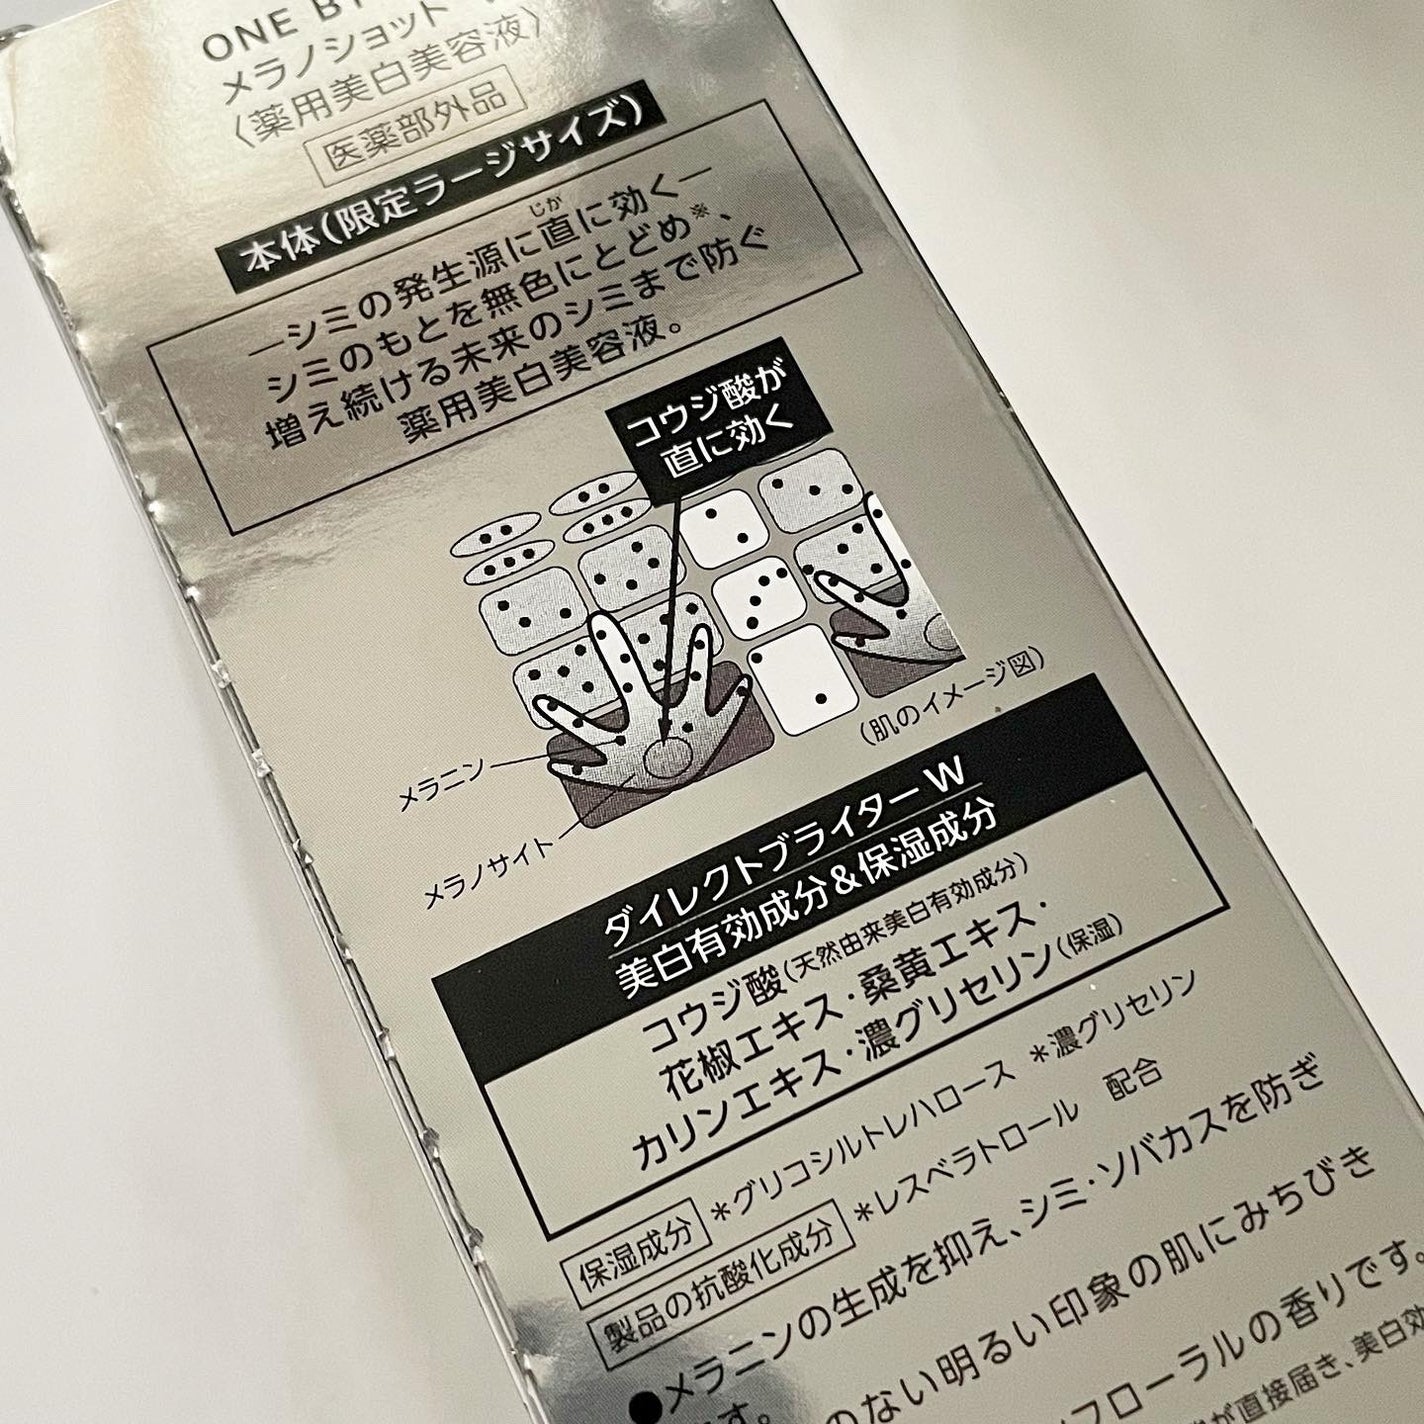 ONE BY
メラノショット
〈薬用美白美容液〉
医薬部外品
本体(限定ラージサイズ)
―シミの発生源に直に効く―
じか
シミのもとを無色にとどめ※、
増え続ける未来のシミまで防ぐ
薬用美白美容液。
コウジ酸が
直に効く
メラニン
メラノサイト
(肌のイメージ図)
ダイレクトブライター W
美白有効成分&保湿成分
コウジ酸(天然由来美白有効成分)
花椒エキス・桑黄エキス・
カリンエキス・濃グリセリン(保湿)
保湿成分 *グリコシルトレハロース *濃グリセリン
製品の抗酸化成分 *レスベラトロール 配合
●メラニンの生成を抑え、シミ・ソバカスを防ぎ
ます。
のない明るい印象の肌にみちびき
フローラルの香りです。
が直接届き、美白効